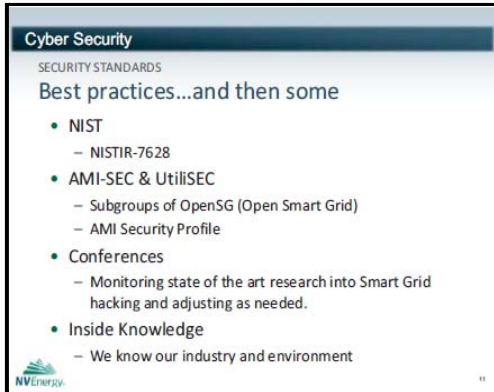 Cyber Security
SECURITY STANDARDS
Best practices...and then some
• NIST
– NISTIR-7628
• AMI-SEC & UtiliSEC
– Subgroups of OpenSG (Open Smart Grid)
– AMI Security Profile
• Conferences
– Monitoring state of the art research into Smart Grid
hacking and adjusting as needed.
• Inside Knowledge
– We know our industry and environment
NVEnergy.